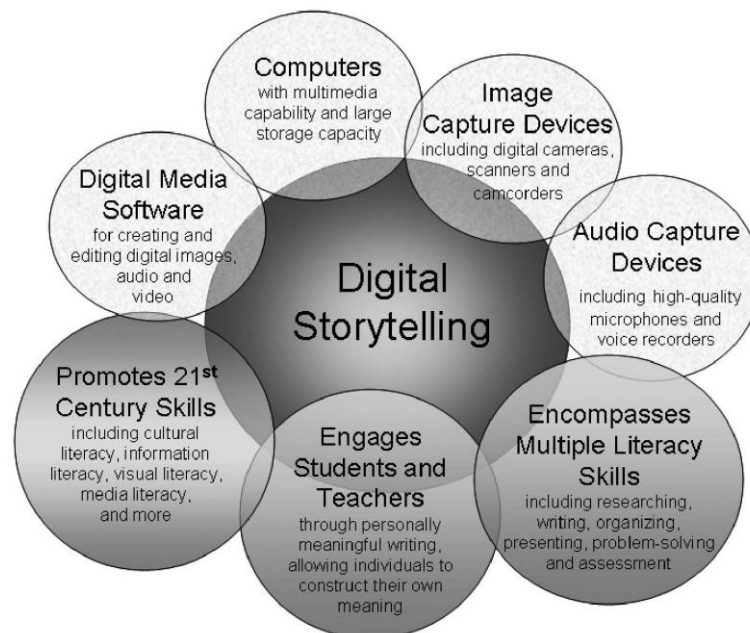 Computers
with multimedia
capability and large
storage capacity
Image
Capture Devices
including digital cameras,
scanners and
camcorders
Digital Media
Software
for creating and
editing digital images,
audio and
video
Audio Capture
Devices
including high-quality
microphones and
voice recorders
Digital
Storytelling
Promotes 21st
Century Skills
including cultural
literacy, information
literacy, visual literacy,
media literacy,
and more
Engages
Students and
Teachers
through personally
meaningful writing,
allowing individuals to
construct their own
meaning
Encompasses
Multiple Literacy
Skills
including researching,
writing, organizing,
presenting, problem-solving
and assessment